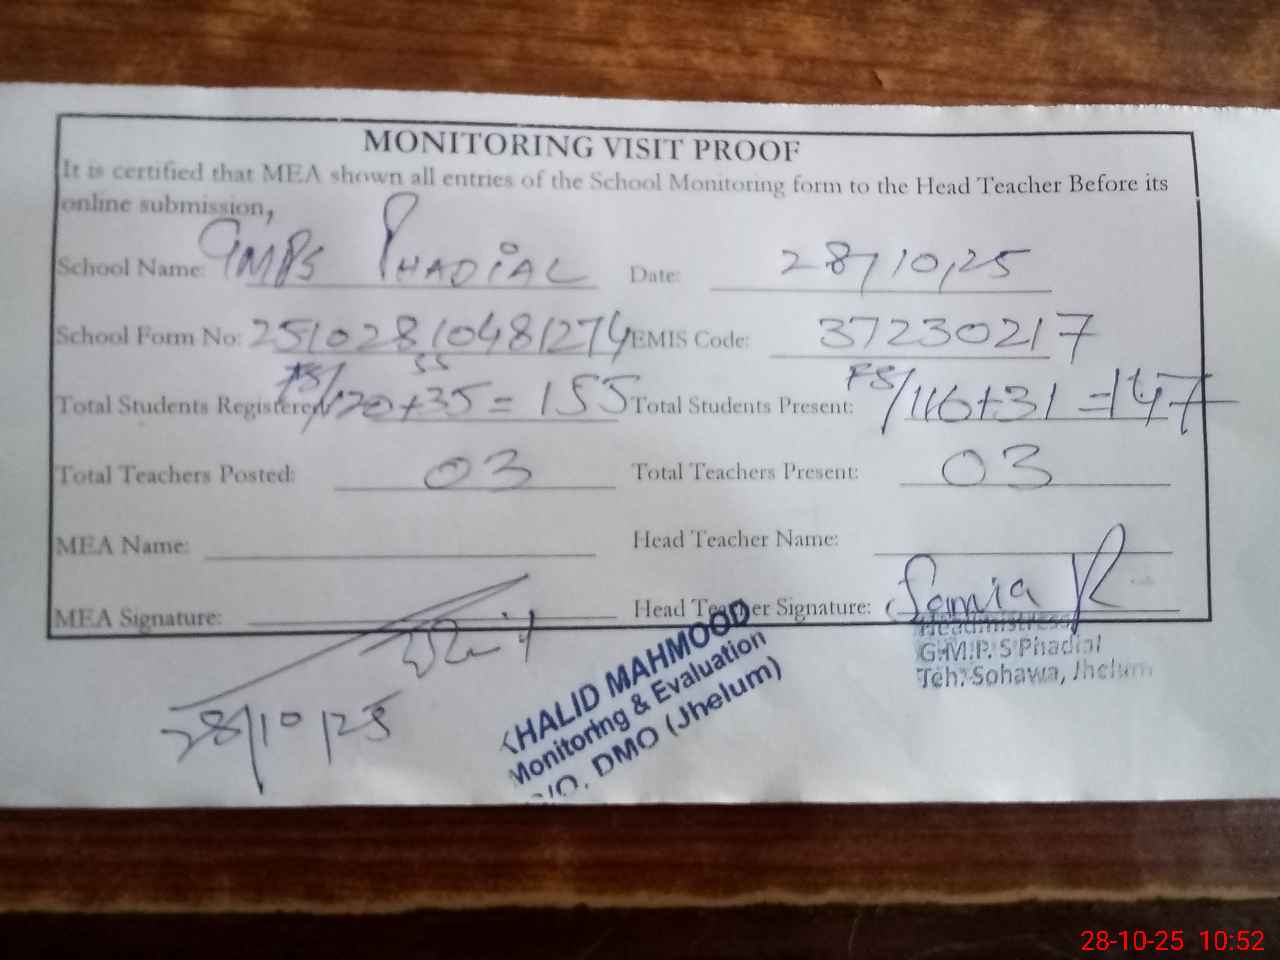 MONITORING VISIT PROOF
It is certified that MEA shown all entries of the School Monitoring form to the Head Teacher Before its
online submission,
School Name: GMPS PHADiAL Date: 28/10/25
School Form No: 25102810481274 EMIS Code: 37230217
55
Total Students Registered FS/120+35=155 Total Students Present: FS/116+31=147
Total Teachers Posted: 03 Total Teachers Present: 03
MEA Name: Head Teacher Name:
MEA Signature: Head Teacher Signature: Samia R
Headmistress
G.M.P.S Phadial
Teh: Sohawa, Jhelum
28/10/25
KHALID MAHMOOD
Monitoring & Evaluation
O/O, DMO (Jhelum)
28-10-25 10:52